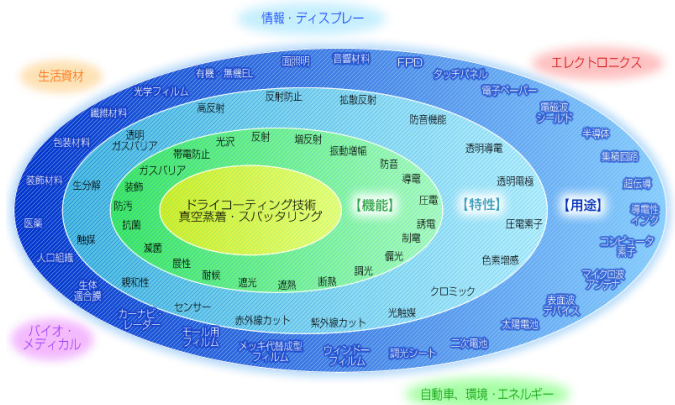 情報・ディスプレー
エレクトロニクス
生活資材
バイオ・
メディカル
自動車、環境・エネルギー
有機・無機EL
面照明
音響材料
FPD
タッチパネル
電子ペーパー
電磁波
シールド
半導体
集積回路
超伝導
導電性
インク
コンピュータ
素子
マイクロ波
アンテナ
表面波
デバイス
太陽電池
二次電池
調光シート
ウィンドー
フィルム
メッキ代替成型
フィルム
モール用
フィルム
カーナビ・
レーダー
生体
適合膜
人口組織
医薬
装飾材料
包装材料
繊維材料
光学フィルム
【用途】
高反射
反射防止
拡散反射
防音機能
透明導電
透明電極
圧電素子
色素増感
クロミック
光触媒
紫外線カット
赤外線カット
センサー
親和性
触媒
生分解
透明
ガスバリア
【特性】
帯電防止
光沢
反射
増反射
振動増幅
防音
導電
圧電
誘電
制電
偏光
調光
断熱
遮熱
遮光
耐候
展性
滅菌
抗菌
防汚
装飾
ガスバリア
【機能】
ドライコーティング技術
真空蒸着・スパッタリング